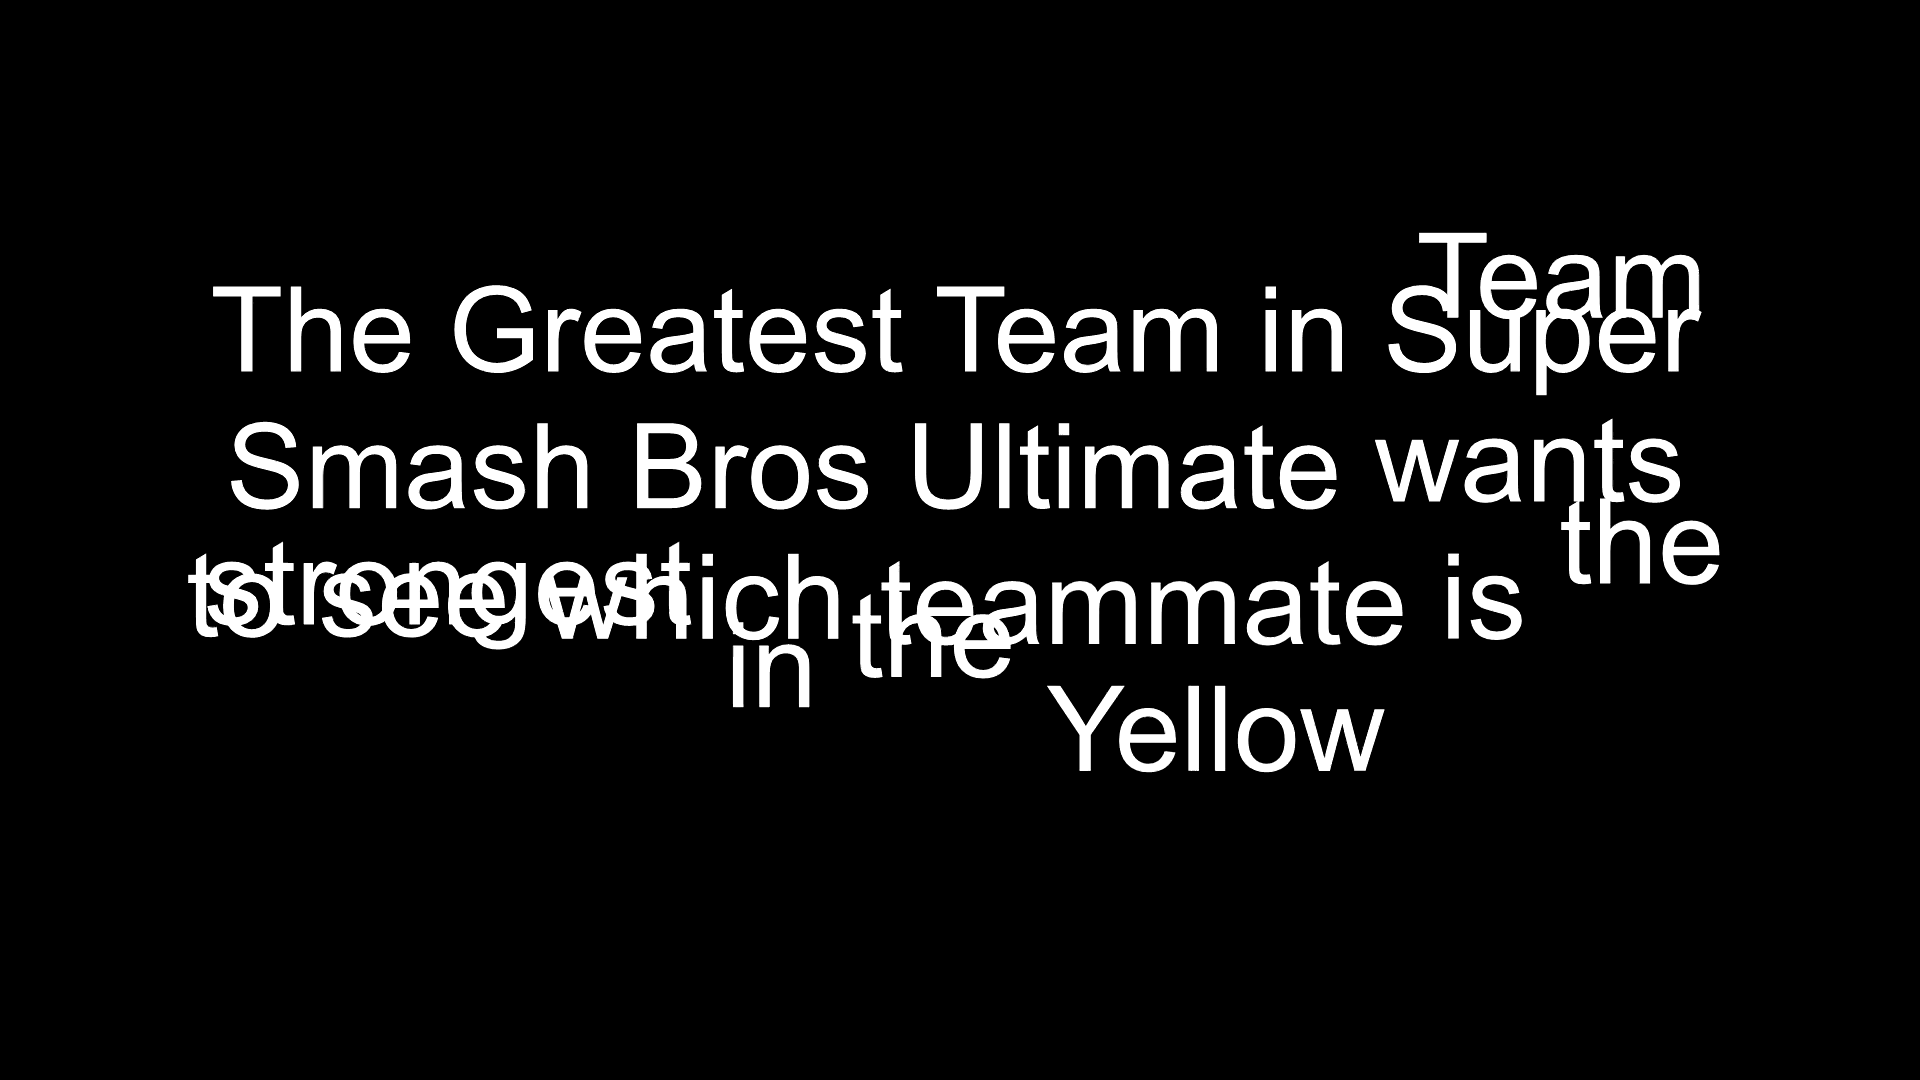 Team
The Greatest Team in Super
Smash Bros Ultimate wants
the
strongest
to see which teammate is
in the
Yellow